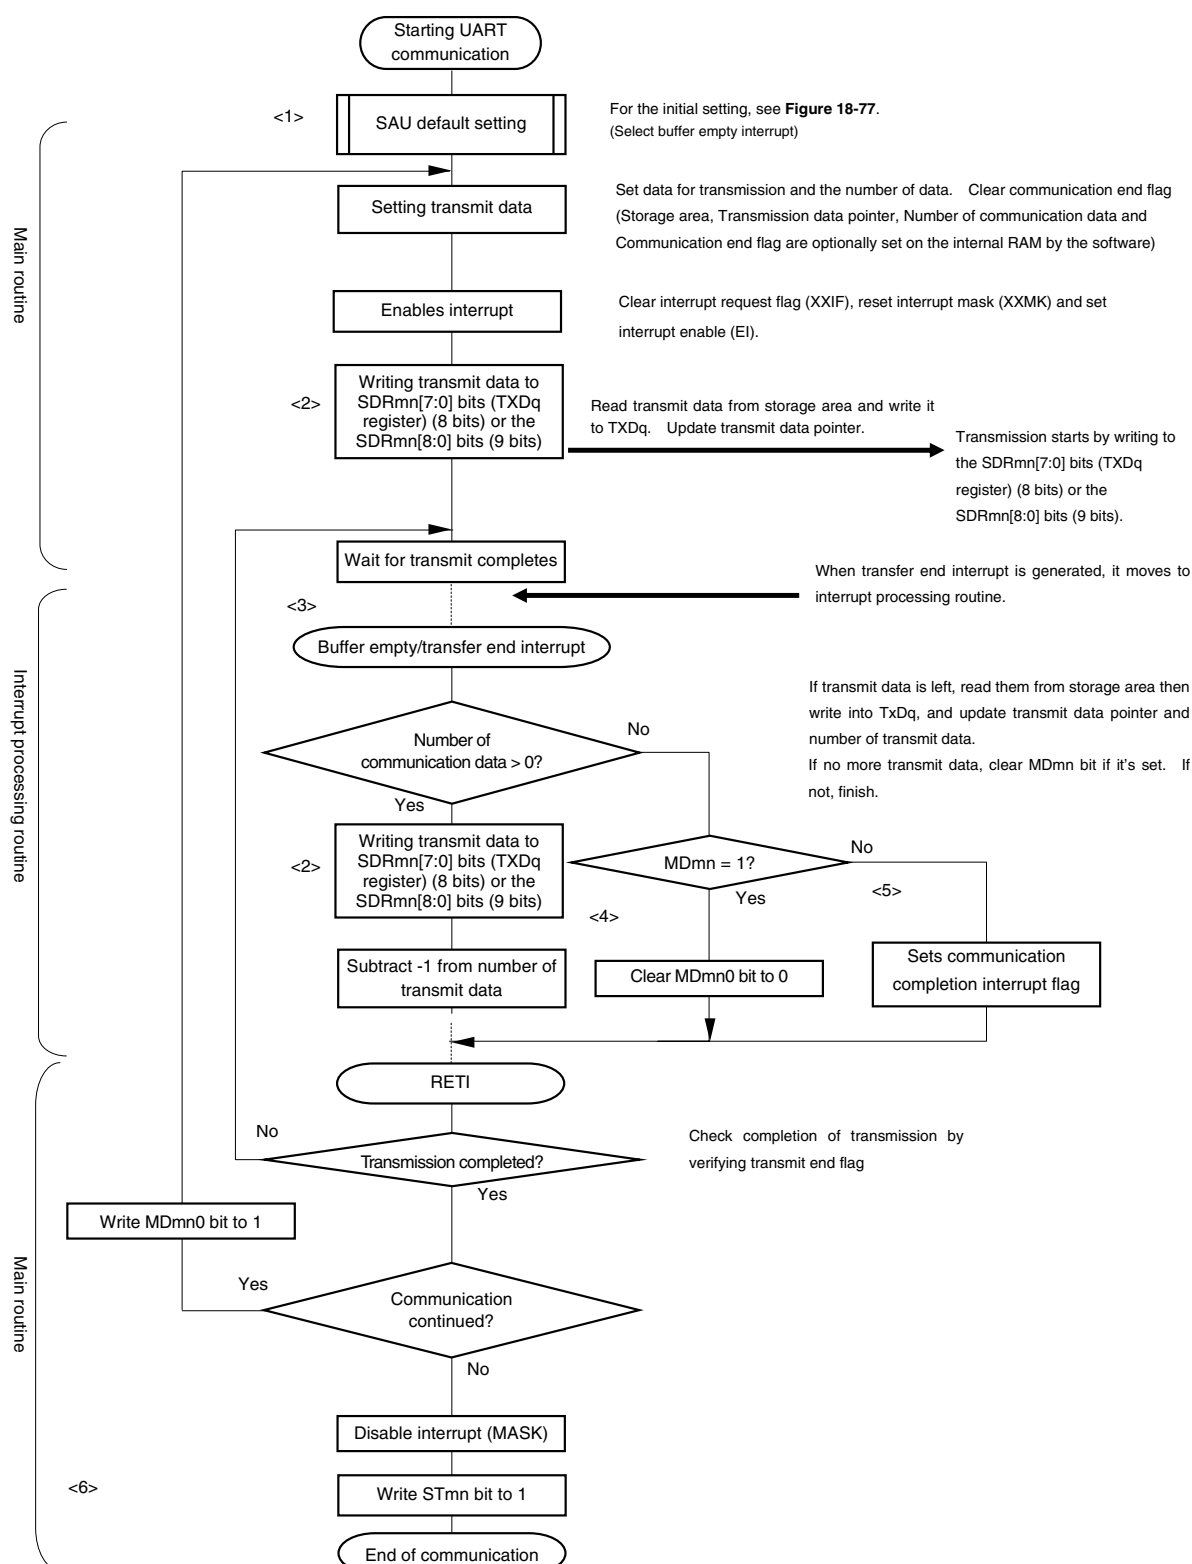 Starting UART
communication
<1>
SAU default setting
For the initial setting, see Figure 18-77.
(Select buffer empty interrupt)
Main routine
Setting transmit data
Set data for transmission and the number of data. Clear communication end flag
(Storage area, Transmission data pointer, Number of communication data and
Communication end flag are optionally set on the internal RAM by the software)
Enables interrupt
Clear interrupt request flag (XXIF), reset interrupt mask (XXMK) and set
interrupt enable (EI).
<2>
Writing transmit data to
SDRmn[7:0] bits (TXDq
register) (8 bits) or the
SDRmn[8:0] bits (9 bits)
Read transmit data from storage area and write it
to TXDq. Update transmit data pointer.
Transmission starts by writing to
the SDRmn[7:0] bits (TXDq
register) (8 bits) or the
SDRmn[8:0] bits (9 bits).
Wait for transmit completes
When transfer end interrupt is generated, it moves to
interrupt processing routine.
<3>
Buffer empty/transfer end interrupt
Interrupt processing routine
If transmit data is left, read them from storage area then
write into TxDq, and update transmit data pointer and
number of transmit data.
If no more transmit data, clear MDmn bit if it's set. If
not, finish.
Number of
communication data > 0?
No
Yes
<2>
Writing transmit data to
SDRmn[7:0] bits (TXDq
register) (8 bits) or the
SDRmn[8:0] bits (9 bits)
MDmn = 1?
No
Yes
<4>
<5>
Subtract -1 from number of
transmit data
Clear MDmn0 bit to 0
Sets communication
completion interrupt flag
RETI
No
Transmission completed?
Yes
Check completion of transmission by
verifying transmit end flag
Write MDmn0 bit to 1
Main routine
Yes
Communication
continued?
No
Disable interrupt (MASK)
<6>
Write STmn bit to 1
End of communication